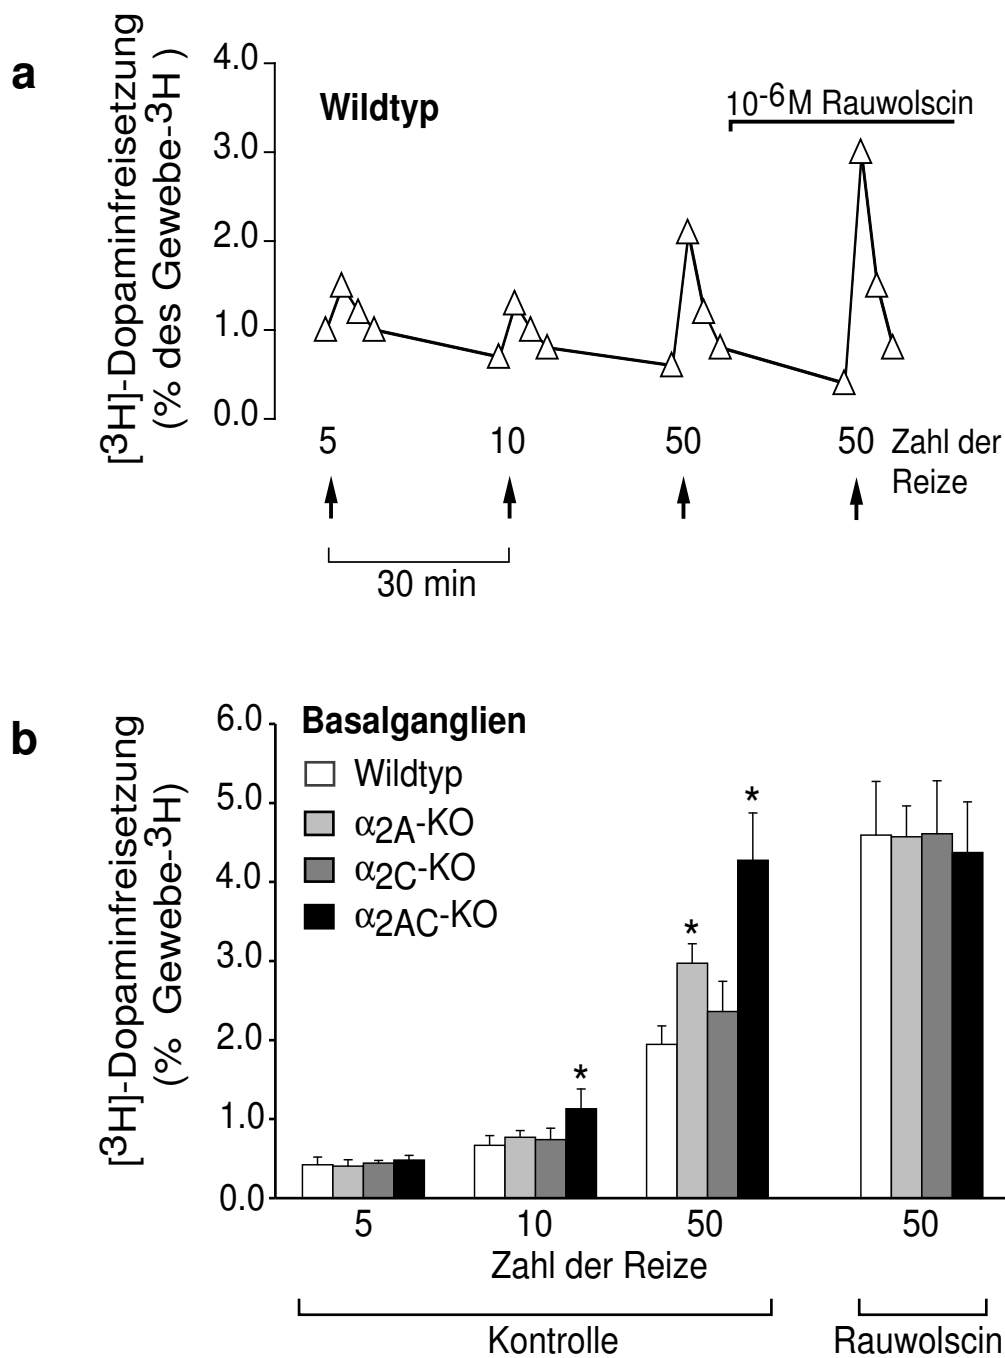 a
[3H]-Dopaminfreisetzung
(% des Gewebe-3H )
4.0
3.0
2.0
1.0
0.0
Wildtyp
10-6M Rauwolscin
5 10 50 50 Zahl der
Reize
30 min
b
[3H]-Dopaminfreisetzung
(% Gewebe-3H)
6.0
5.0
4.0
3.0
2.0
1.0
0.0
Basalganglien
Wildtyp
α2A-KO
α2C-KO
α2AC-KO
*
*
*
5 10 50 50
Zahl der Reize
Kontrolle Rauwolscin